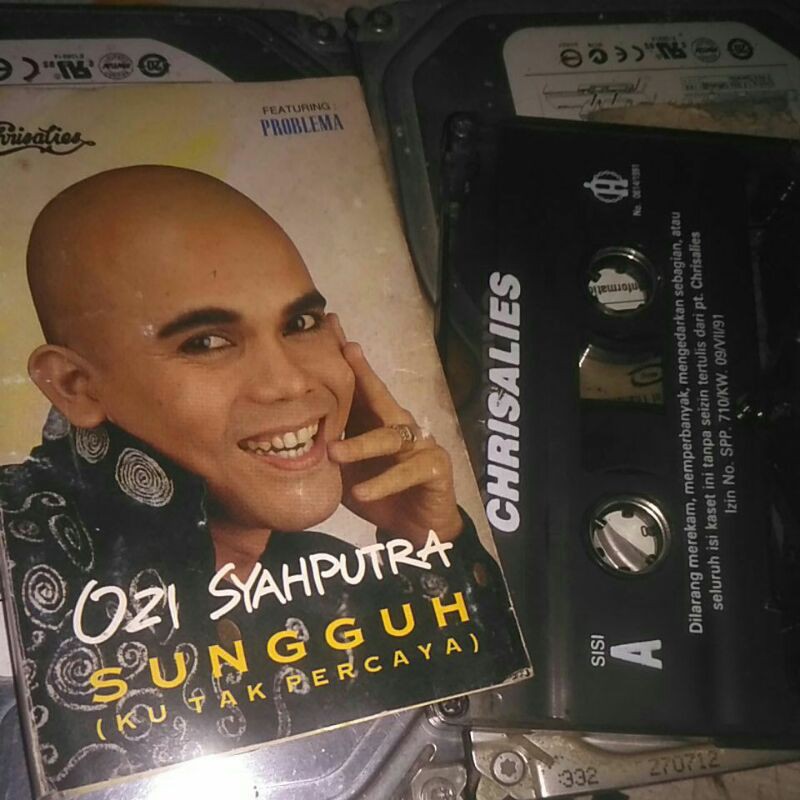 Chrisalies
FEATURING :
PROBLEMA
OZI SYAHPUTRA
SUNGGUH
(KU TAK PERCAYA)
CHRISALIES
SISI
A
Dilarang merekam, memperbanyak, mengedarkan sebagian, atau
seluruh isi kaset ini tanpa seizin tertulis dari pt. Chrisalies
Izin No. SPP. 710/KW. 09/VII/91
332
270712